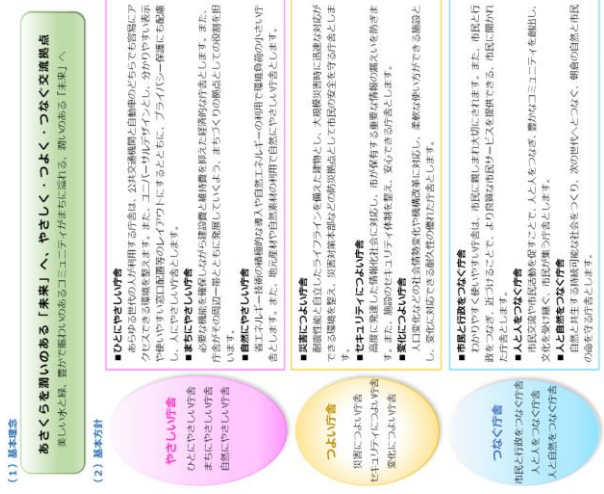 （１）基本理念
あさくらを潤いのある「未来」へ、やさしく・つよく・つなぐ交流拠点
美しい水と緑、豊かで賑わいのあるコミュニティがまちに溢れる、潤いのある「未来」へ
（２）基本方針
やさしい庁舎
ひとにやさしい庁舎
まちにやさしい庁舎
自然にやさしい庁舎
■ひとにやさしい庁舎
あらゆる世代の人が利用する庁舎は、公共交通機関と自動車のどちらでも容易にア
クセスできる環境を整えます。また、ユニバーサルデザインとし、分かりやすい表示
や使いやすい窓口配置等のレイアウトにするとともに、プライバシー保護にも配慮
し、人にやさしい庁舎とします。
■まちにやさしい庁舎
必要な機能を確保しながら建設費と維持費を抑えた経済的な庁舎とします。また、
庁舎がその周辺一帯とともに発展していくよう、まちづくりの拠点としての役割を担
います。
■自然にやさしい庁舎
省エネルギー技術の積極的な導入や自然エネルギーの利用で環境負荷の小さい庁
舎とします。また、地元産材や自然素材の利用で自然にやさしい庁舎とします。
つよい庁舎
災害につよい庁舎
セキュリティにつよい庁舎
変化につよい庁舎
■災害につよい庁舎
耐震性能と自立したライフラインを備えた建物とし、大規模災害時に迅速な対応が
できる環境を整え、災害対策本部などの防災拠点として市民の安全を守る庁舎としま
す。
■セキュリティにつよい庁舎
高度に発達した情報化社会に対応し、市が保有する重要な情報の漏えいを防ぎま
す。また、施設のセキュリティ体制を整え、安心できる庁舎とします。
■変化につよい庁舎
人口変化などの社会情勢変化や機構改革に対応し、柔軟な使い方ができる施設と
し、変化に対応できる耐久性の優れた庁舎とします。
つなぐ庁舎
市民と行政をつなぐ庁舎
人と人をつなぐ庁舎
人と自然をつなぐ庁舎
■市民と行政をつなぐ庁舎
わかりやすく使いやすい庁舎は、市民に親しまれ大切にされます。また、市民と行
政をつなぎ、近づけることで、より良質な市民サービスを提供できる、市民に開かれ
た庁舎とします。
■人と人をつなぐ庁舎
市民交流や市民活動を促すことで、人と人をつなぎ、豊かなコミュニティを創出し、
文化を受け継ぐ、市民が集う庁舎とします。
■人と自然をつなぐ庁舎
自然と共生する持続可能な社会をつくり、次の世代へとつなぐ、朝倉の自然と市民
の命を守る庁舎とします。